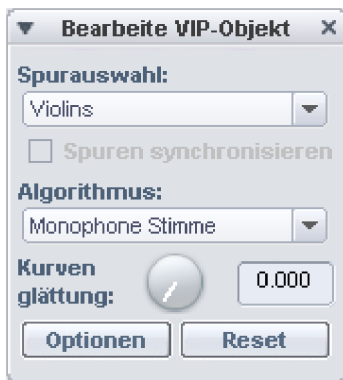 Bearbeite VIP-Objekt
Spurauswahl:
Violins
Spuren synchronisieren
Algorithmus:
Monophone Stimme
Kurven
glättung:
0.000
Optionen
Reset